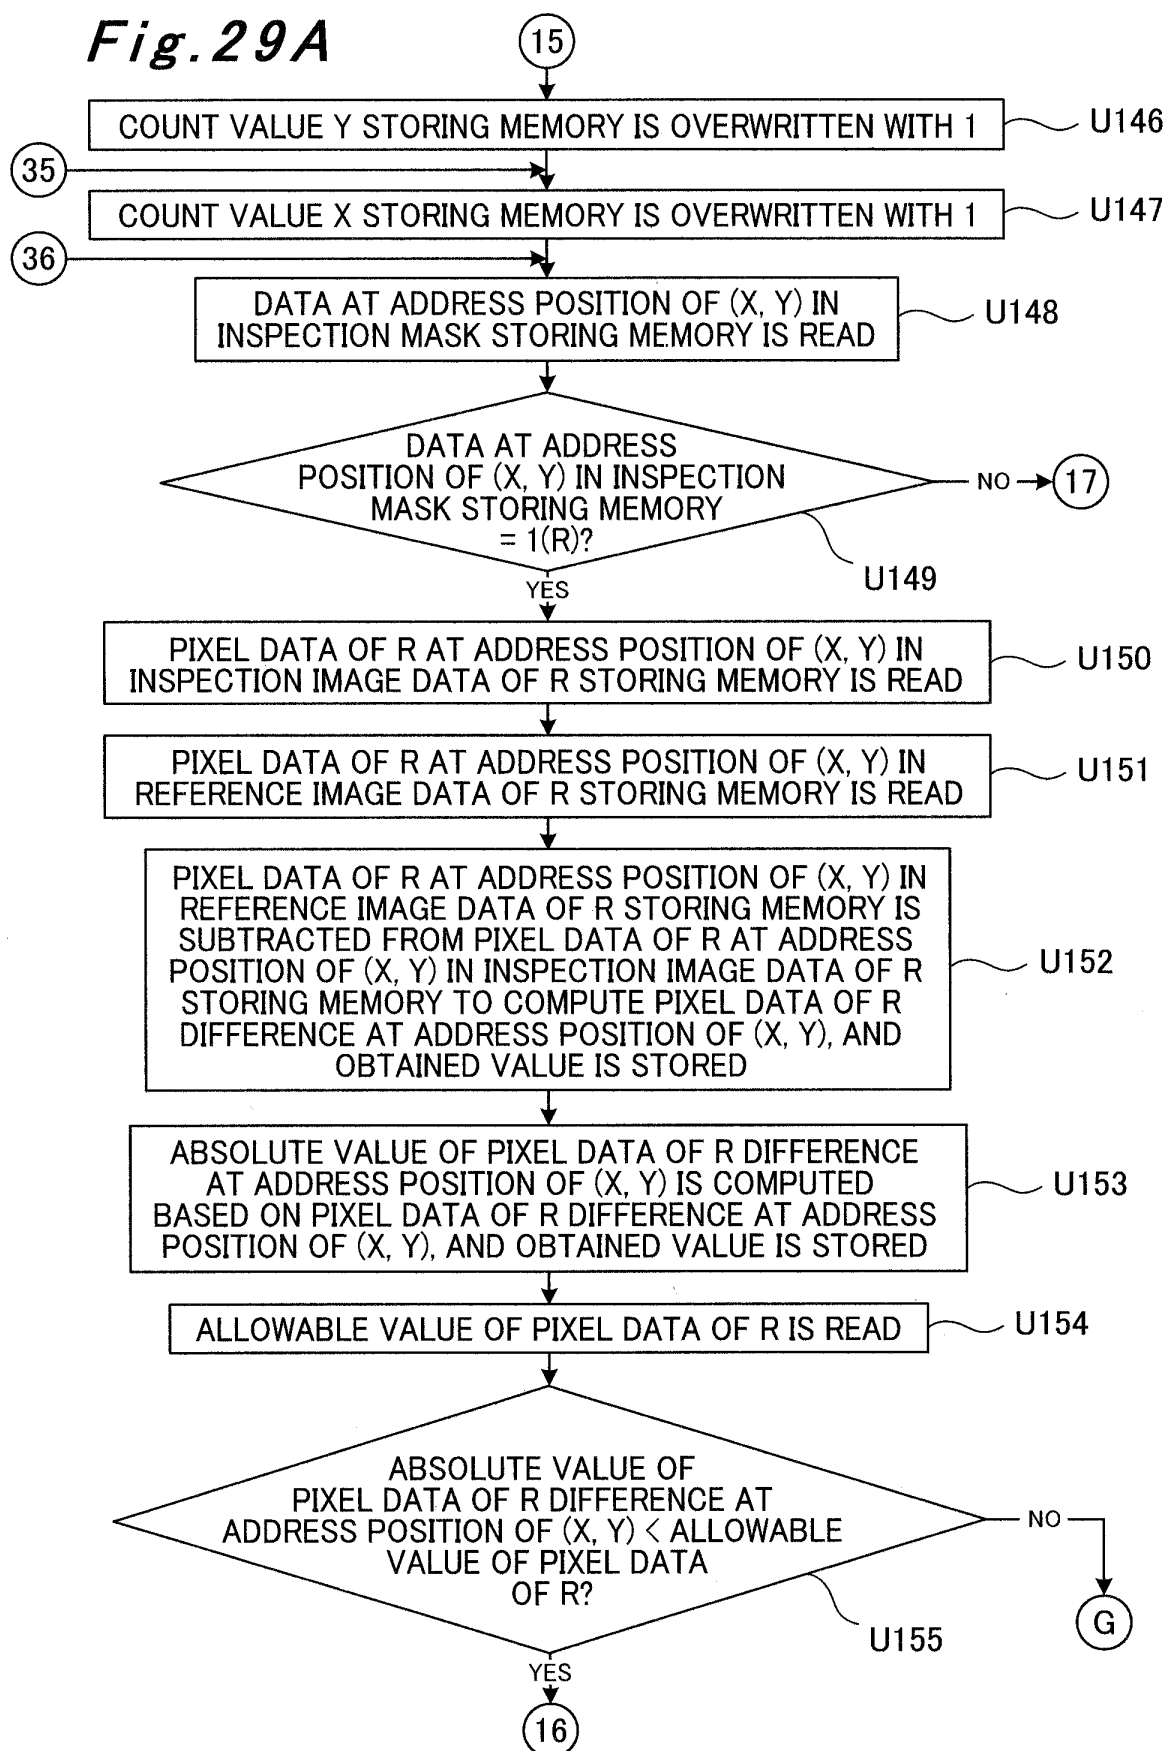 Fig.29A
15
COUNT VALUE Y STORING MEMORY IS OVERWRITTEN WITH 1
U146
35
COUNT VALUE X STORING MEMORY IS OVERWRITTEN WITH 1
U147
36
DATA AT ADDRESS POSITION OF (X, Y) IN
INSPECTION MASK STORING MEMORY IS READ
U148
DATA AT ADDRESS
POSITION OF (X, Y) IN INSPECTION
MASK STORING MEMORY
= 1(R)?
NO
17
U149
YES
PIXEL DATA OF R AT ADDRESS POSITION OF (X, Y) IN
INSPECTION IMAGE DATA OF R STORING MEMORY IS READ
U150
PIXEL DATA OF R AT ADDRESS POSITION OF (X, Y) IN
REFERENCE IMAGE DATA OF R STORING MEMORY IS READ
U151
PIXEL DATA OF R AT ADDRESS POSITION OF (X, Y) IN
REFERENCE IMAGE DATA OF R STORING MEMORY IS
SUBTRACTED FROM PIXEL DATA OF R AT ADDRESS
POSITION OF (X, Y) IN INSPECTION IMAGE DATA OF R
STORING MEMORY TO COMPUTE PIXEL DATA OF R
DIFFERENCE AT ADDRESS POSITION OF (X, Y), AND
OBTAINED VALUE IS STORED
U152
ABSOLUTE VALUE OF PIXEL DATA OF R DIFFERENCE
AT ADDRESS POSITION OF (X, Y) IS COMPUTED
BASED ON PIXEL DATA OF R DIFFERENCE AT ADDRESS
POSITION OF (X, Y), AND OBTAINED VALUE IS STORED
U153
ALLOWABLE VALUE OF PIXEL DATA OF R IS READ
U154
ABSOLUTE VALUE OF
PIXEL DATA OF R DIFFERENCE AT
ADDRESS POSITION OF (X, Y) < ALLOWABLE
VALUE OF PIXEL DATA
OF R?
NO
G
U155
YES
16